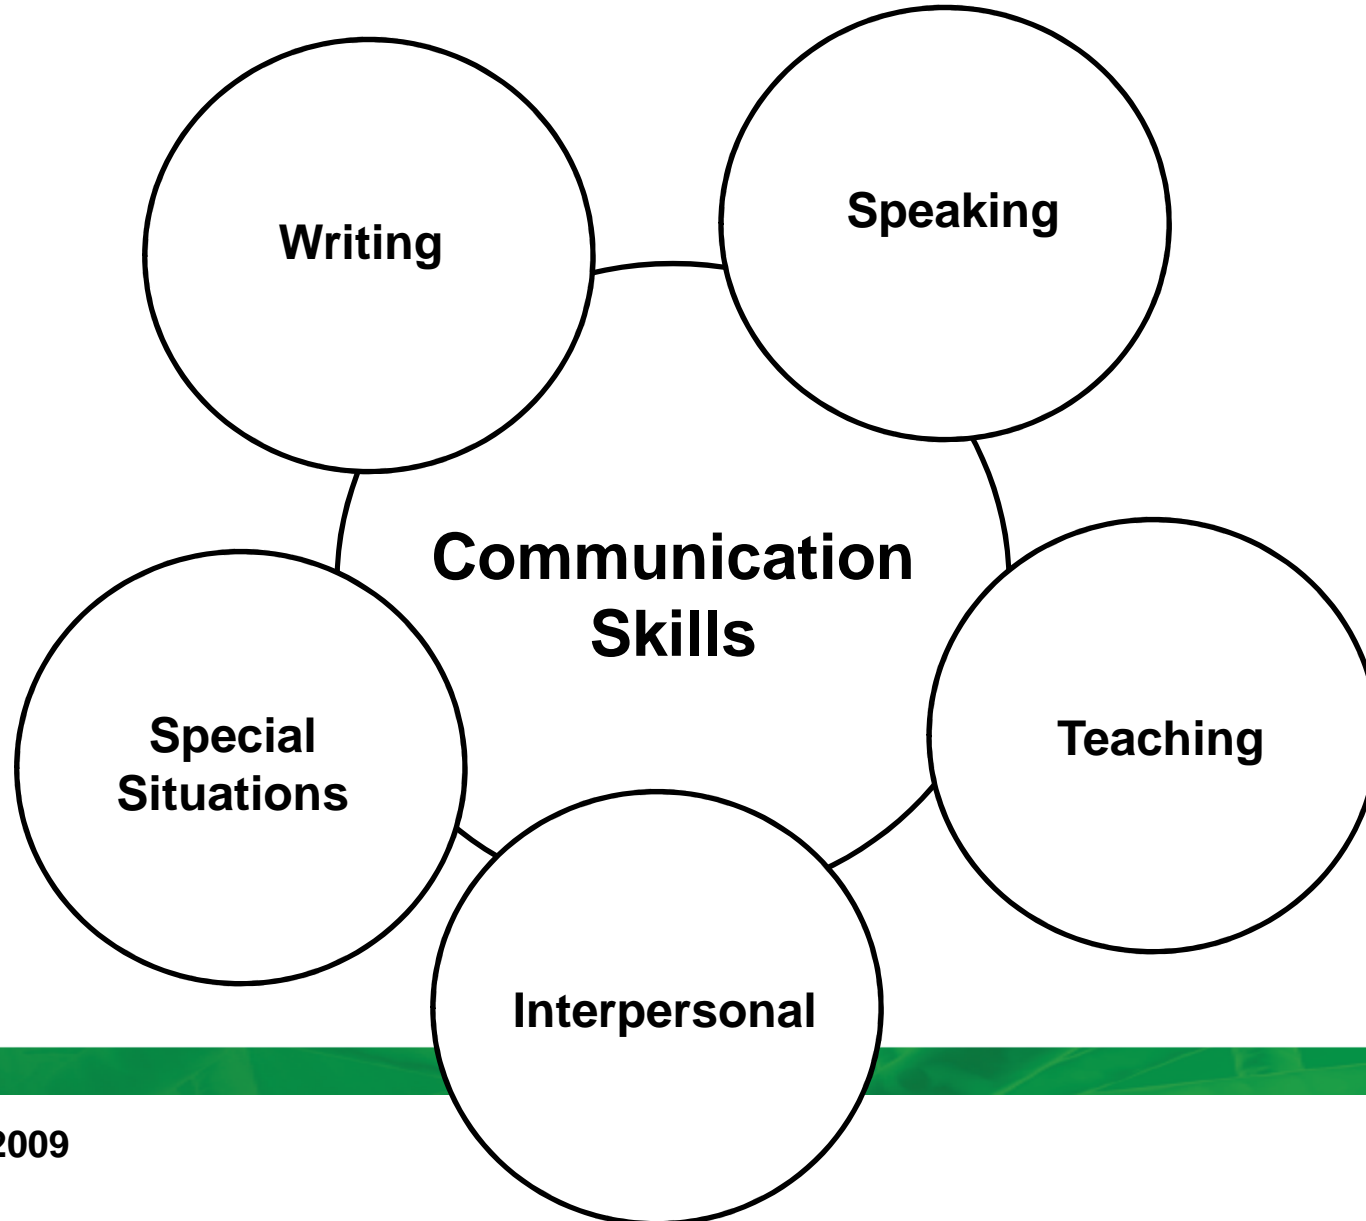 Writing
Speaking
Communication
Skills
Special
Situations
Teaching
Interpersonal
2009